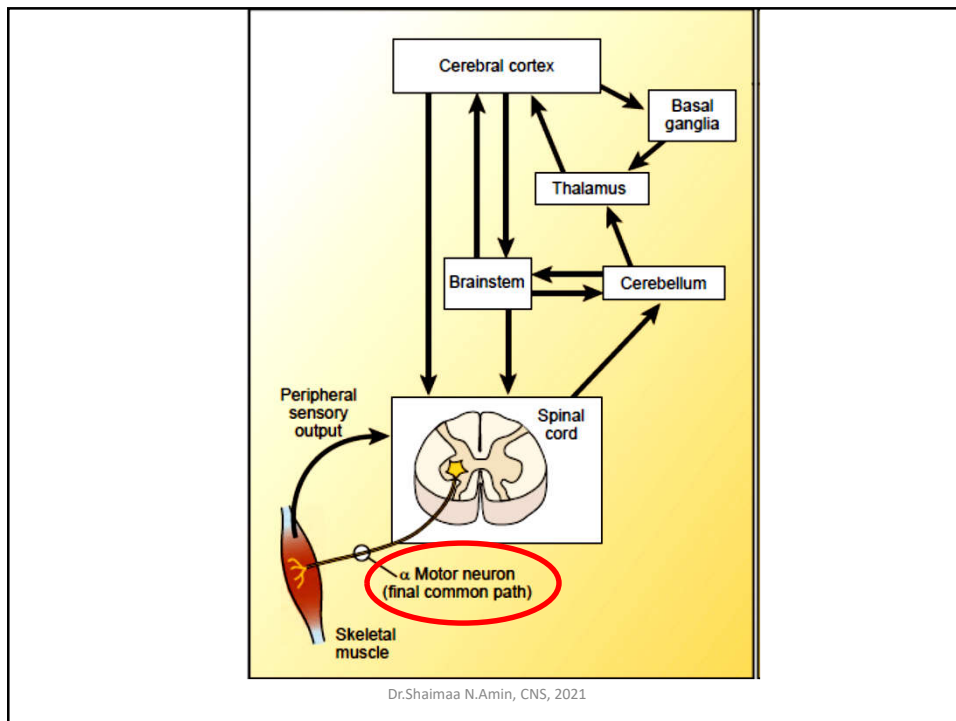 Cerebral cortex
Basal
ganglia
Thalamus
Brainstem
Cerebellum
Peripheral
sensory
output
Spinal
cord
α Motor neuron
(final common path)
Skeletal
muscle
Dr.Shaimaa N.Amin, CNS, 2021